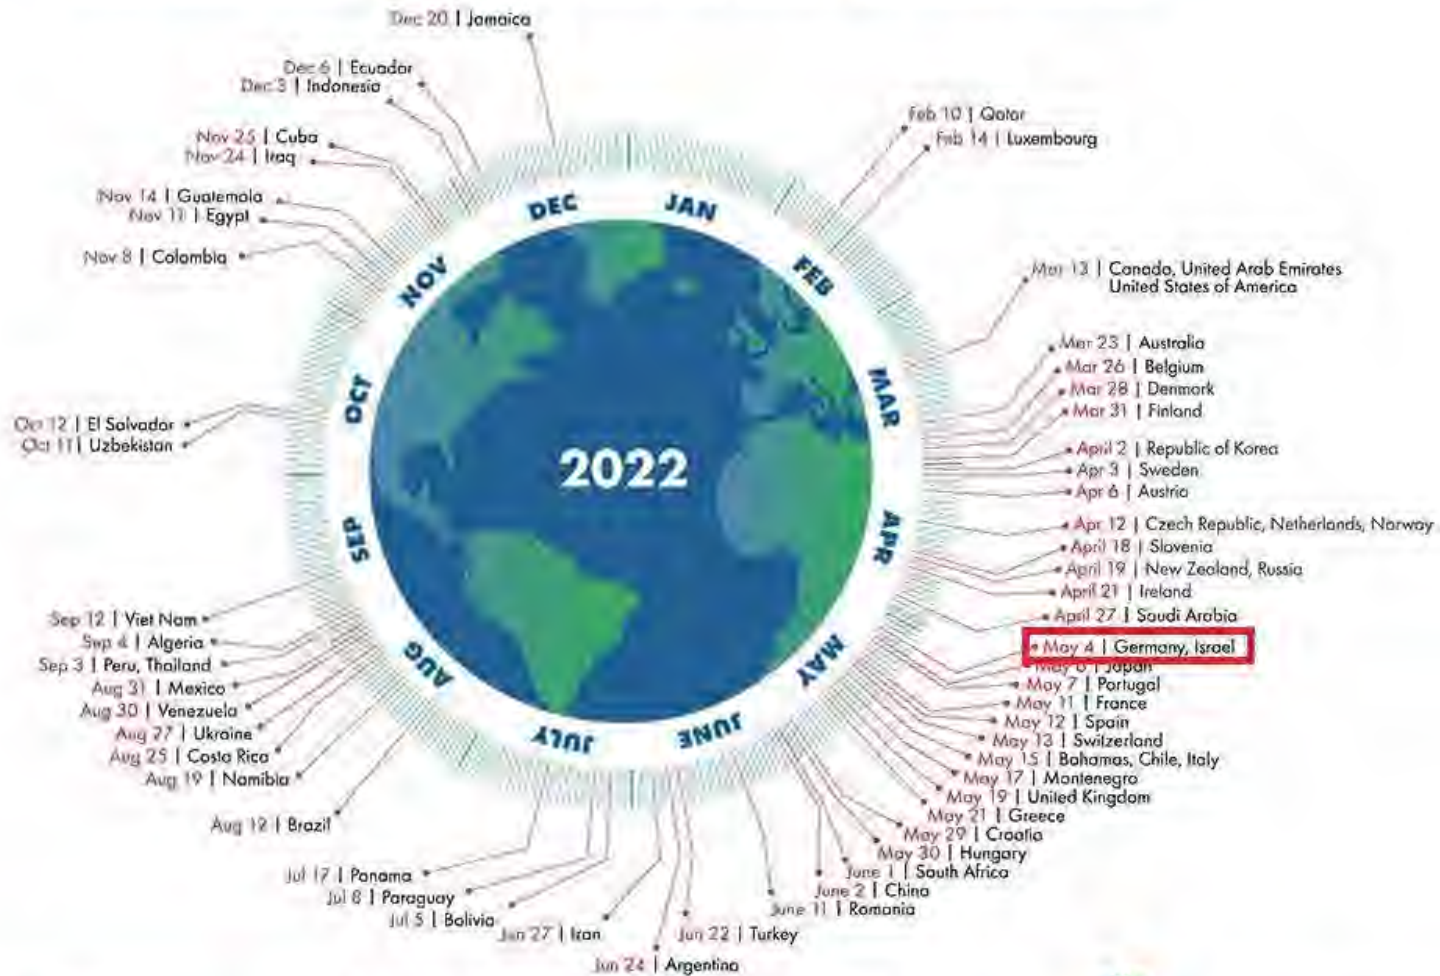 Dec 20 | Jamaica
Dec 6 | Ecuador
Dec 3 | Indonesia
Nov 25 | Cuba
Nov 24 | Iraq
Nov 14 | Guatemala
Nov 11 | Egypt
Nov 8 | Colombia
Oct 12 | El Salvador
Oct 11 | Uzbekistan
Sep 12 | Viet Nam
Sep 4 | Algeria
Sep 3 | Peru, Thailand
Aug 31 | Mexico
Aug 30 | Venezuela
Aug 27 | Ukraine
Aug 25 | Costa Rica
Aug 19 | Namibia
Aug 12 | Brazil
Jul 17 | Panama
Jul 8 | Paraguay
Jul 5 | Bolivia
Jun 27 | Iran
Jun 24 | Argentina
Jun 22 | Turkey
Feb 10 | Qatar
Feb 14 | Luxembourg
Mar 13 | Canada, United Arab Emirates
United States of America
Mar 23 | Australia
Mar 26 | Belgium
Mar 28 | Denmark
Mar 31 | Finland
April 2 | Republic of Korea
Apr 3 | Sweden
Apr 6 | Austria
Apr 12 | Czech Republic, Netherlands, Norway
April 18 | Slovenia
April 19 | New Zealand, Russia
April 21 | Ireland
April 27 | Saudi Arabia
May 4 | Germany, Israel
May 6 | Japan
May 7 | Portugal
May 11 | France
May 12 | Spain
May 13 | Switzerland
May 15 | Bahamas, Chile, Italy
May 17 | Montenegro
May 19 | United Kingdom
May 21 | Greece
May 29 | Croatia
May 30 | Hungary
June 1 | South Africa
June 2 | China
June 11 | Romania
JAN
FEB
MAR
APR
MAY
JUNE
JULY
AUG
SEP
OCT
NOV
DEC
2022